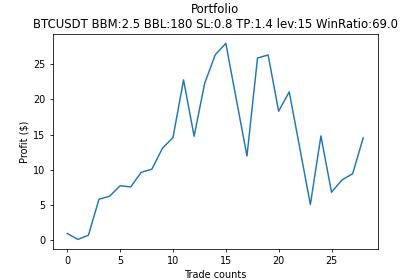 Portfolio
BTCUSDT BBM:2.5 BBL:180 SL:0.8 TP:1.4 lev:15 WinRatio:69.0
Profit ($)
25
20
15
10
5
0
0 5 10 15 20 25
Trade counts